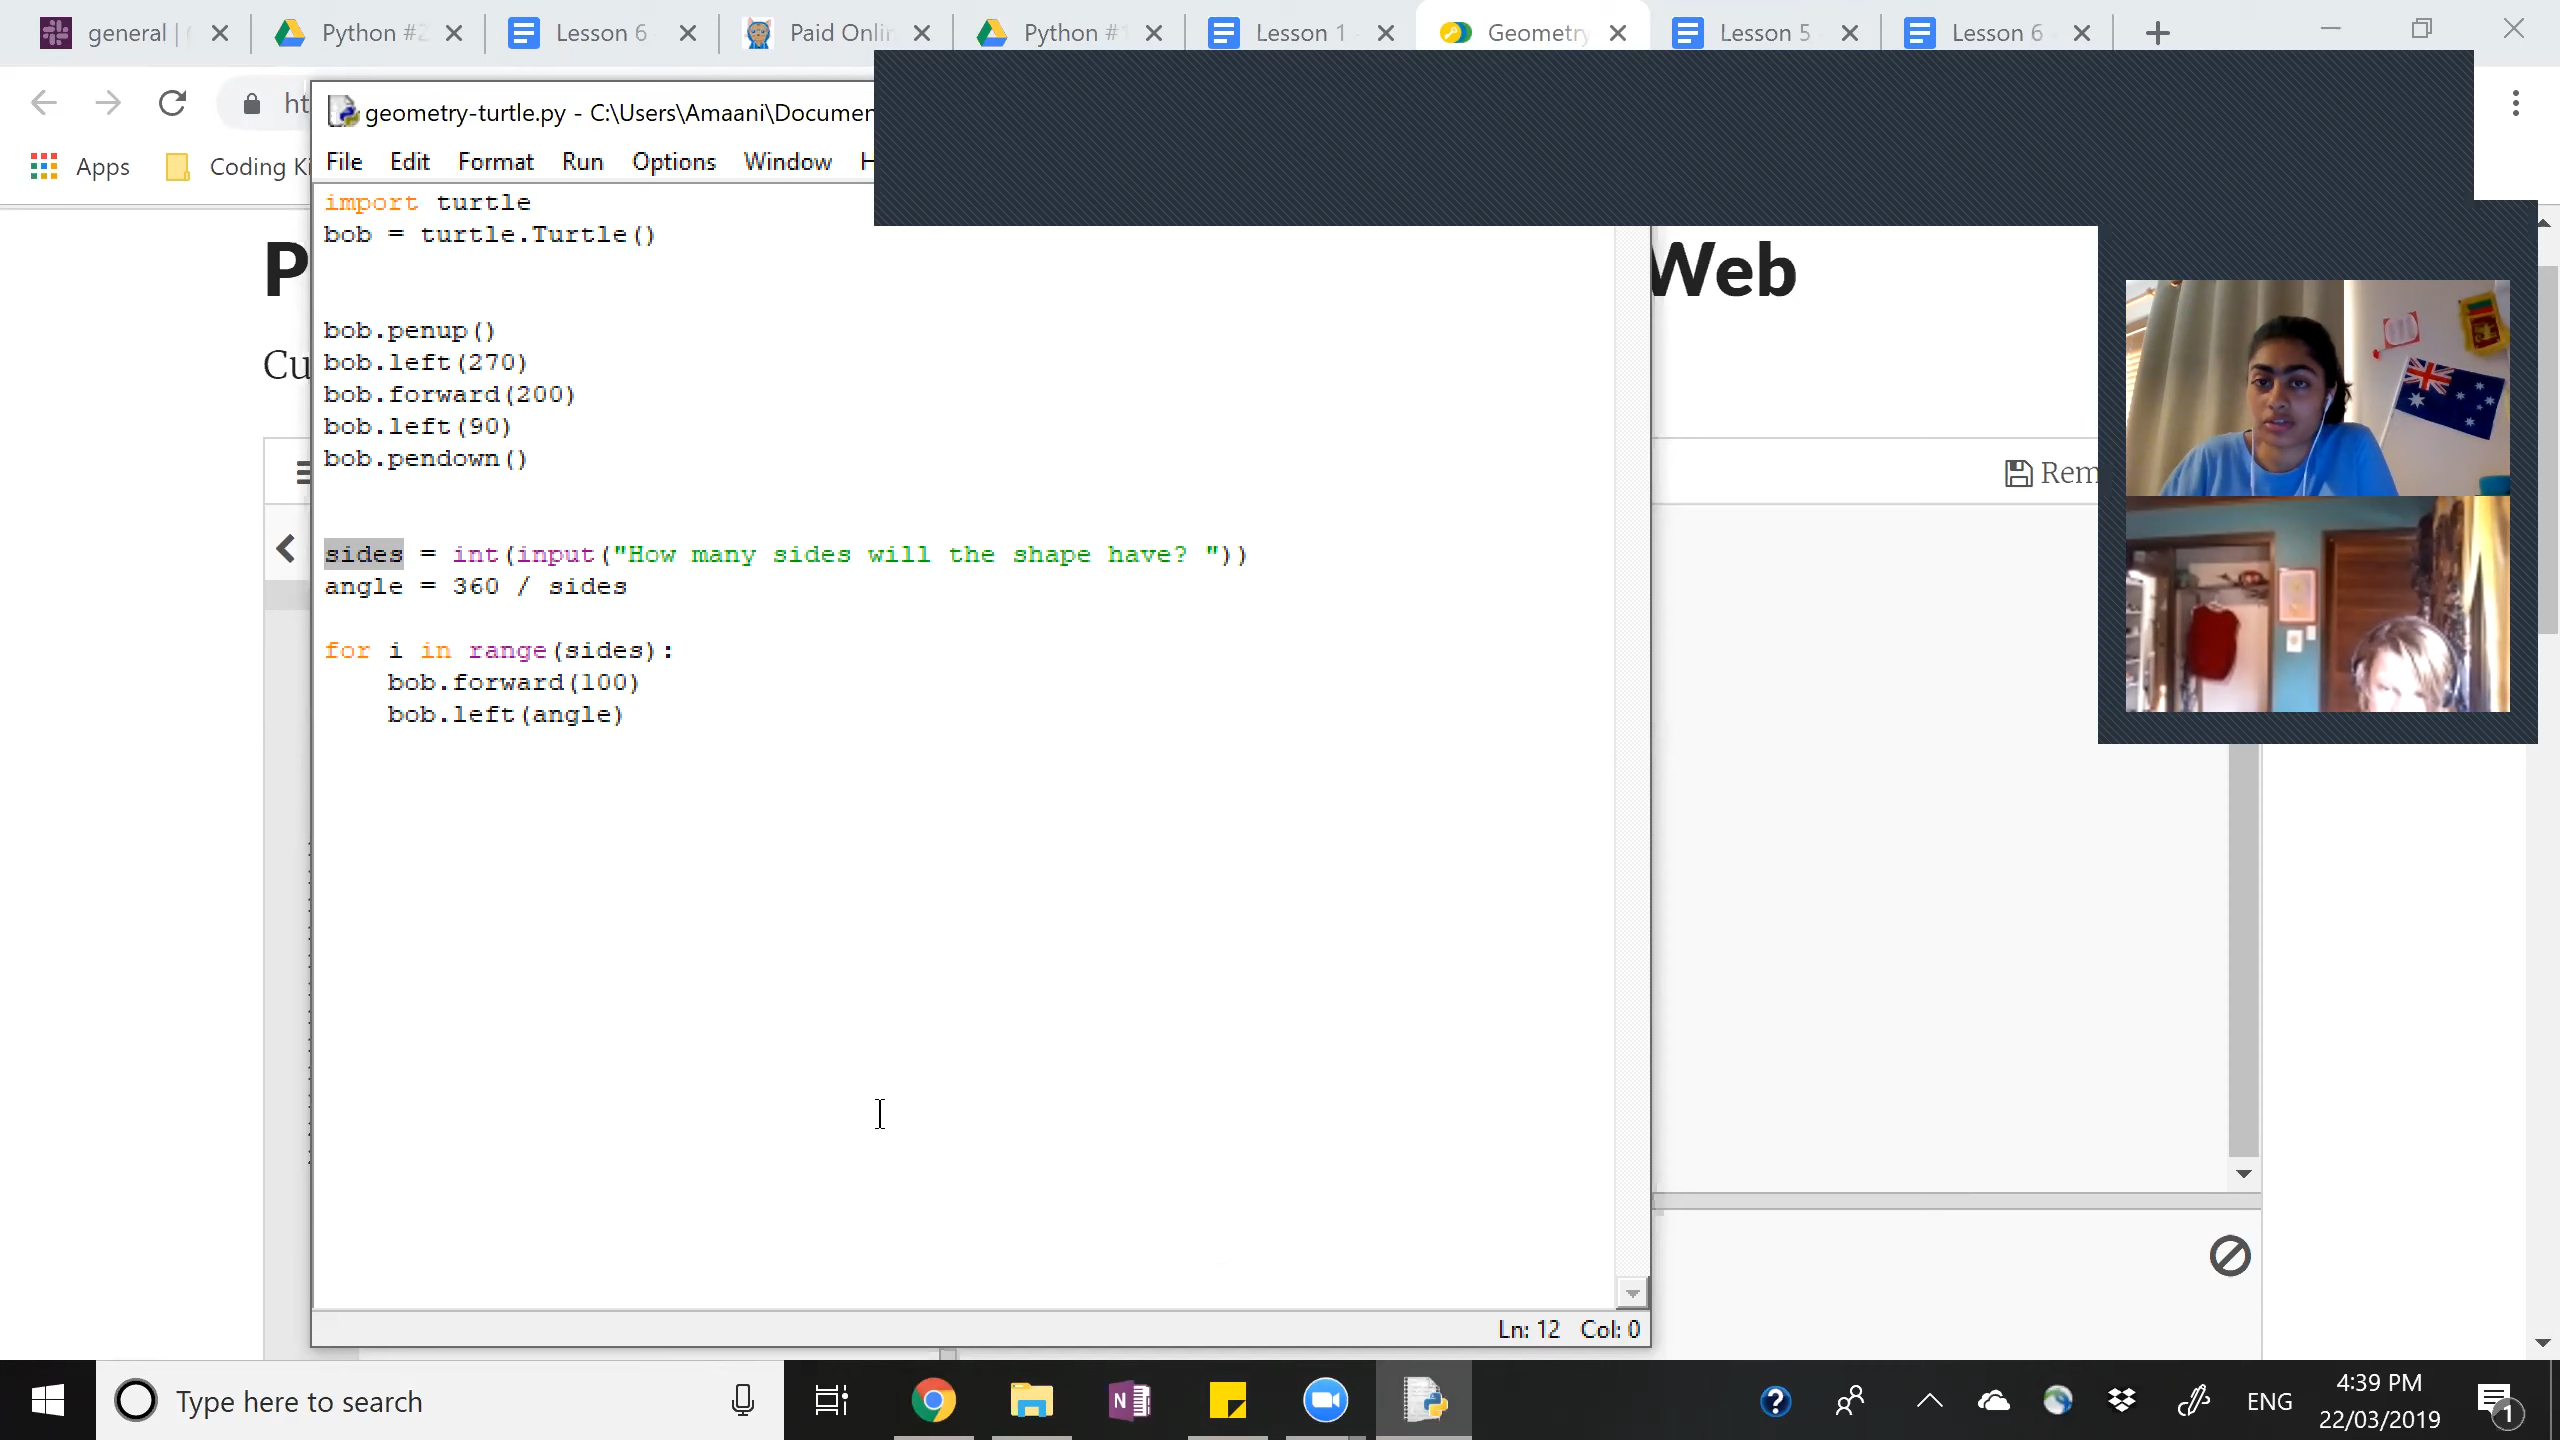 general |
Python #2
Lesson 6
Paid Onlin
Python #1
Lesson 1 -
Geometry
Lesson 5
Lesson 6
ht
Apps
Coding Ki
geometry-turtle.py - C:\Users\Amaani\Documen
File Edit Format Run Options Window H
import turtle
bob = turtle.Turtle()
bob.penup()
bob.left(270)
bob.forward(200)
bob.left(90)
bob.pendown()
sides = int(input("How many sides will the shape have? "))
angle = 360 / sides
for i in range(sides):
    bob.forward(100)
    bob.left(angle)
P
Web
Cu
Rem
Ln: 12 Col: 0
Type here to search
N
ENG
4:39 PM
22/03/2019
1